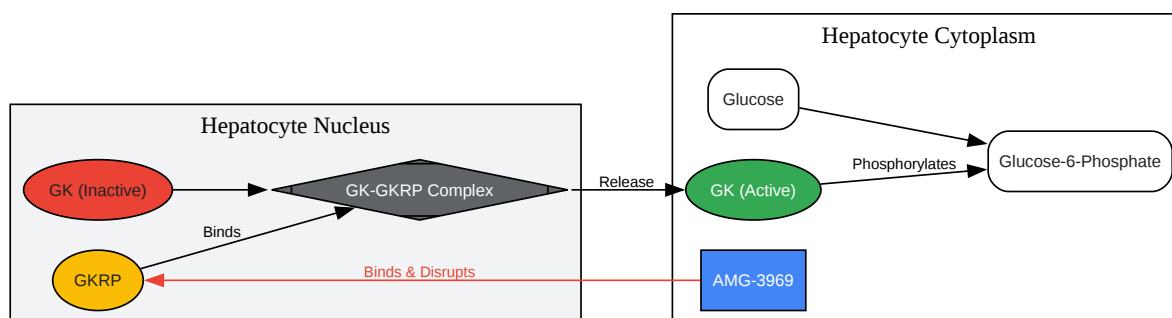 Hepatocyte Cytoplasm
Glucose
Hepatocyte Nucleus
Phosphorylates
Glucose-6-Phosphate
GK (Inactive)
GK-GKRP Complex
Release
GK (Active)
Binds
GKRP
Binds & Disrupts
AMG-3969